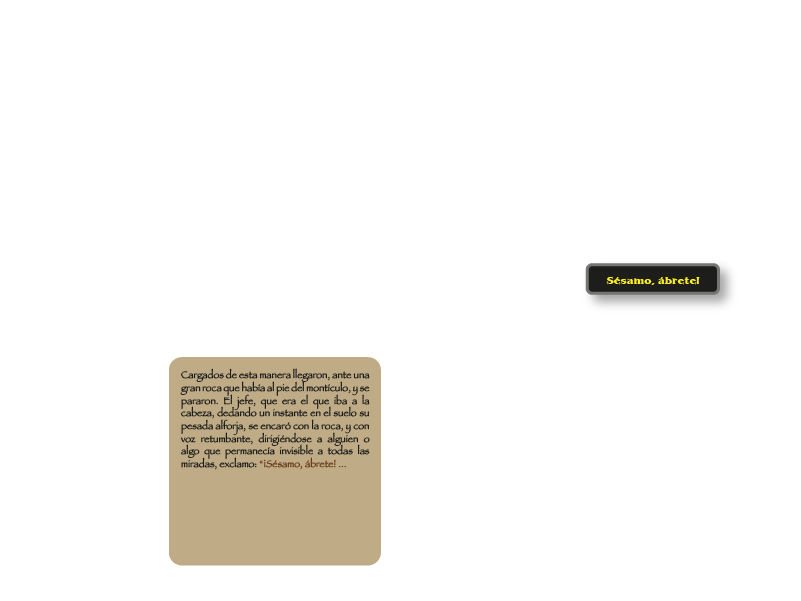 Sésamo, ábrete!
Cargados de esta manera llegaron, ante una
gran roca que había al pie del montículo, y se
pararon. El jefe, que era el que iba a la
cabeza, dedando un instante en el suelo su
pesada alforja, se encaró con la roca, y con
voz retumbante, dirigiéndose a alguien o
algo que permanecía invisible a todas las
miradas, exclamo: "¡Sésamo, ábrete! ...